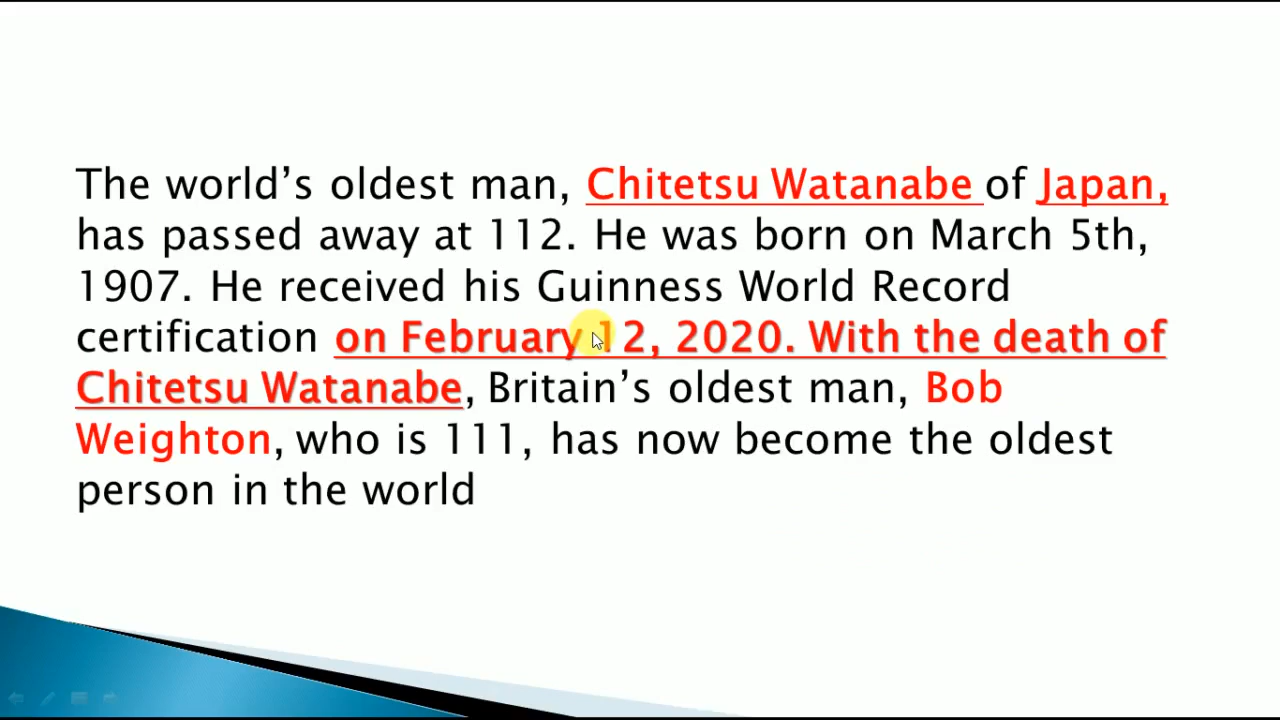 The world’s oldest man, Chitetsu Watanabe of Japan,
has passed away at 112. He was born on March 5th,
1907. He received his Guinness World Record
certification on February 12, 2020. With the death of
Chitetsu Watanabe, Britain’s oldest man, Bob
Weighton, who is 111, has now become the oldest
person in the world